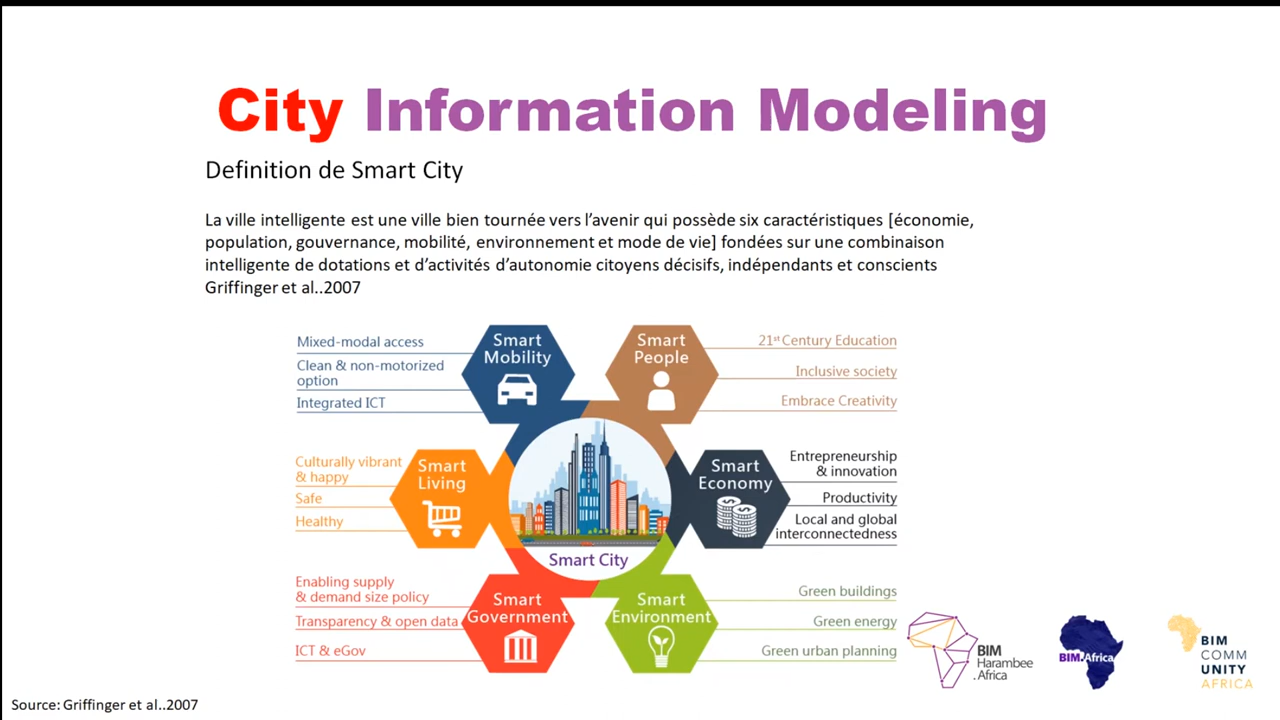 City Information Modeling
Definition de Smart City
La ville intelligente est une ville bien tournée vers l’avenir qui possède six caractéristiques [économie,
population, gouvernance, mobilité, environnement et mode de vie] fondées sur une combinaison
intelligente de dotations et d’activités d’autonomie citoyens décisifs, indépendants et conscients
Griffinger et al..2007
Smart
Mobility
Mixed-modal access
Clean & non-motorized
option
Integrated ICT
Smart
People
21st Century Education
Inclusive society
Embrace Creativity
Smart
Living
Culturally vibrant
& happy
Safe
Healthy
Smart
Economy
Entrepreneurship
& innovation
Productivity
Local and global
interconnectedness
Smart City
Smart
Government
Enabling supply
& demand size policy
Transparency & open data
ICT & eGov
Smart
Environment
Green buildings
Green energy
Green urban planning
BIM
Harambee
.Africa
BIM.Africa
BIM
COMM
UNITY
AFRICA
Source: Griffinger et al..2007